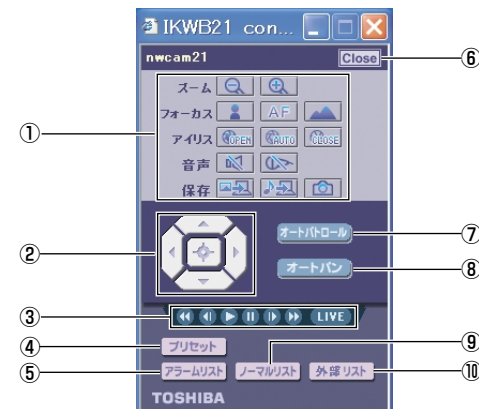 IKWB21 con...
nwcam21 Close ⑥
ズーム
フォーカス AF
① アイリス OPEN AUTO CLOSE
音声
保存
② オートパトロール ⑦
オートパン ⑧
③ LIVE
④ プリセット ⑨
⑤ アラームリスト ノーマルリスト 外部リスト ⑩
TOSHIBA